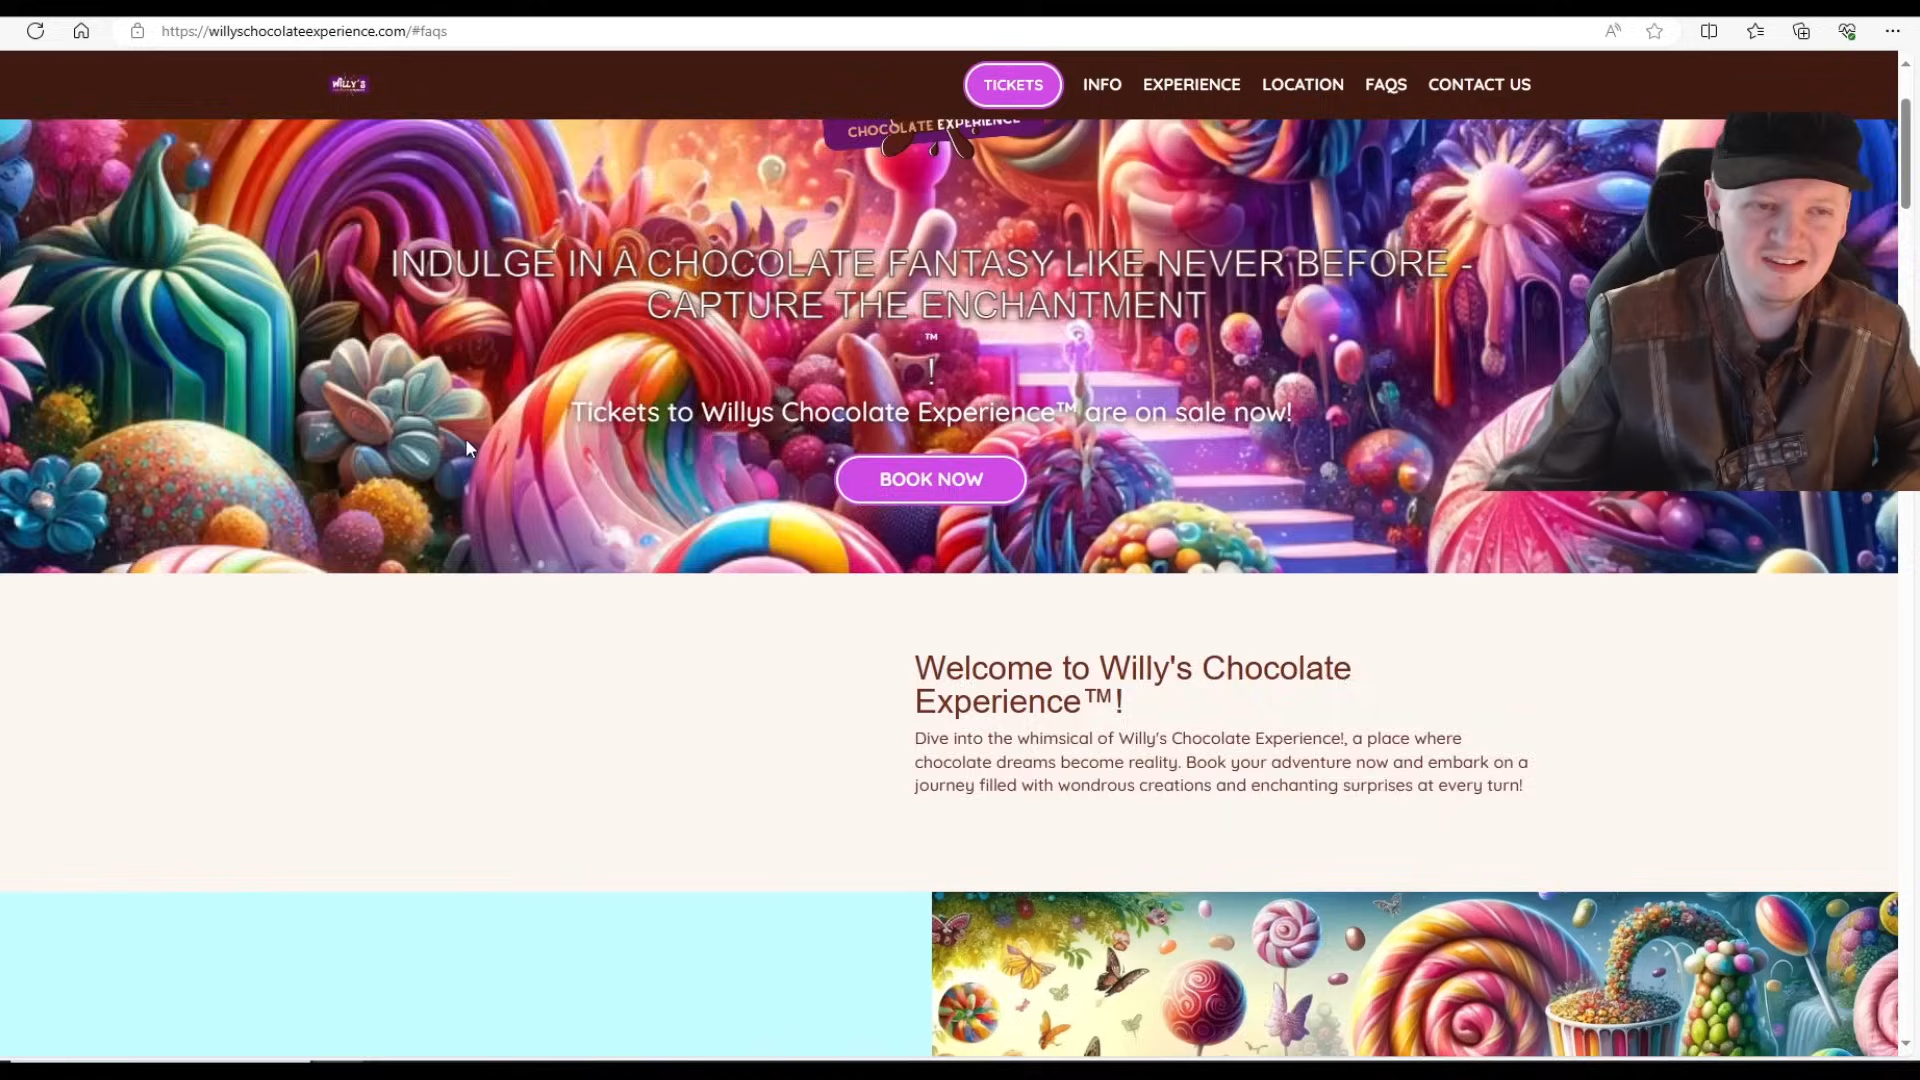 https://willyschocolateexperience.com/#faqs
WILLY'S
TICKETS
INFO
EXPERIENCE
LOCATION
FAQS
CONTACT US
CHOCOLATE EXPERIENCE
INDULGE IN A CHOCOLATE FANTASY LIKE NEVER BEFORE -
CAPTURE THE ENCHANTMENT
™
!
Tickets to Willys Chocolate Experience™ are on sale now!
BOOK NOW
Welcome to Willy's Chocolate
Experience™!
Dive into the whimsical of Willy's Chocolate Experience!, a place where
chocolate dreams become reality. Book your adventure now and embark on a
journey filled with wondrous creations and enchanting surprises at every turn!